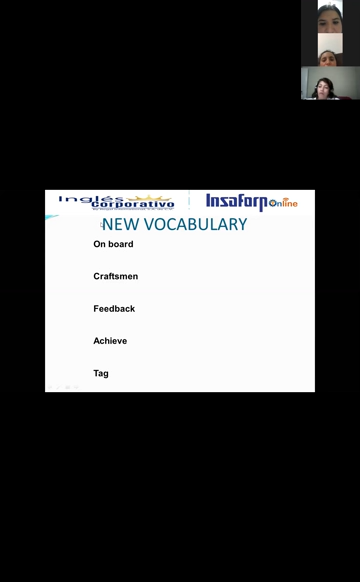 Inglés corporativo
Insaforp Online
NEW VOCABULARY
On board
Craftsmen
Feedback
Achieve
Tag